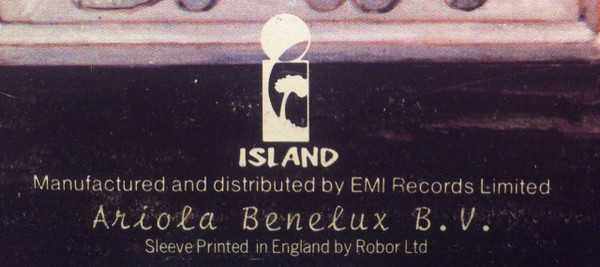 ISLAND
Manufactured and distributed by EMI Records Limited
Ariola Benelux B.V.
Sleeve Printed in England by Robor Ltd